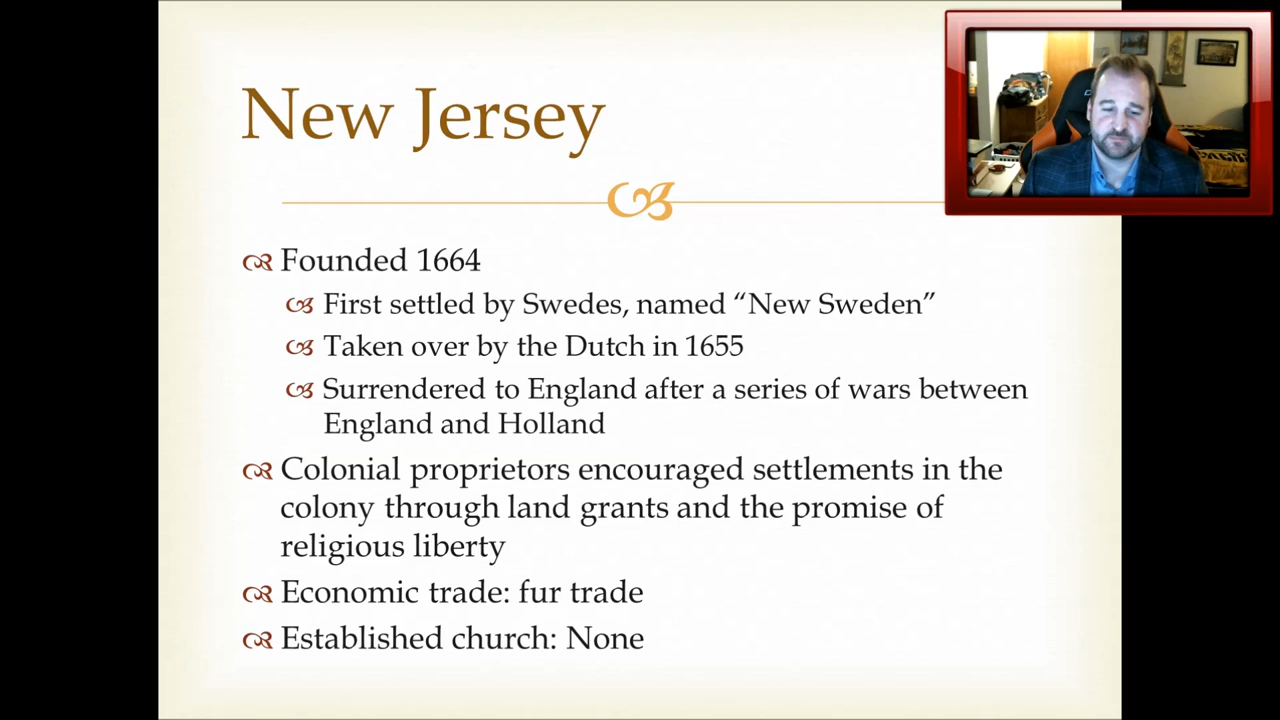 New Jersey
Founded 1664
First settled by Swedes, named “New Sweden”
Taken over by the Dutch in 1655
Surrendered to England after a series of wars between
England and Holland
Colonial proprietors encouraged settlements in the
colony through land grants and the promise of
religious liberty
Economic trade: fur trade
Established church: None